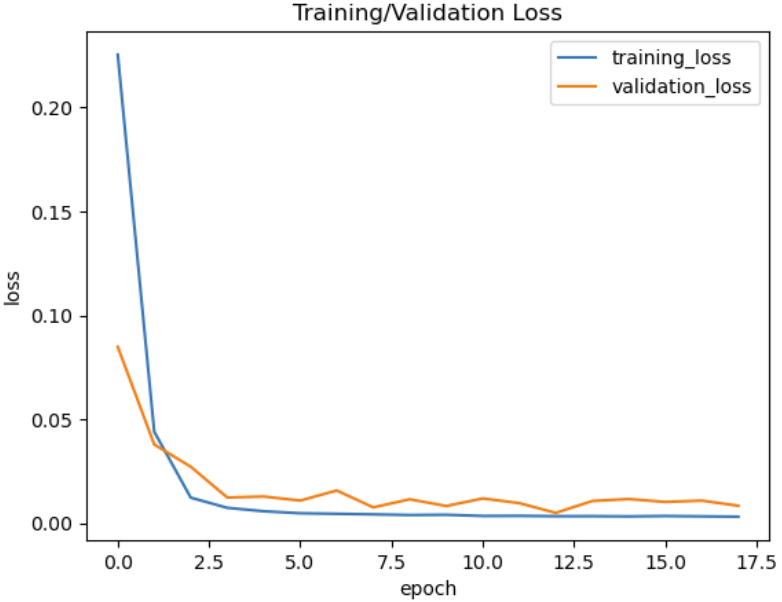 Training/Validation Loss
training_loss
validation_loss
0.20
0.15
0.10
0.05
0.00
loss
0.0 2.5 5.0 7.5 10.0 12.5 15.0 17.5
epoch